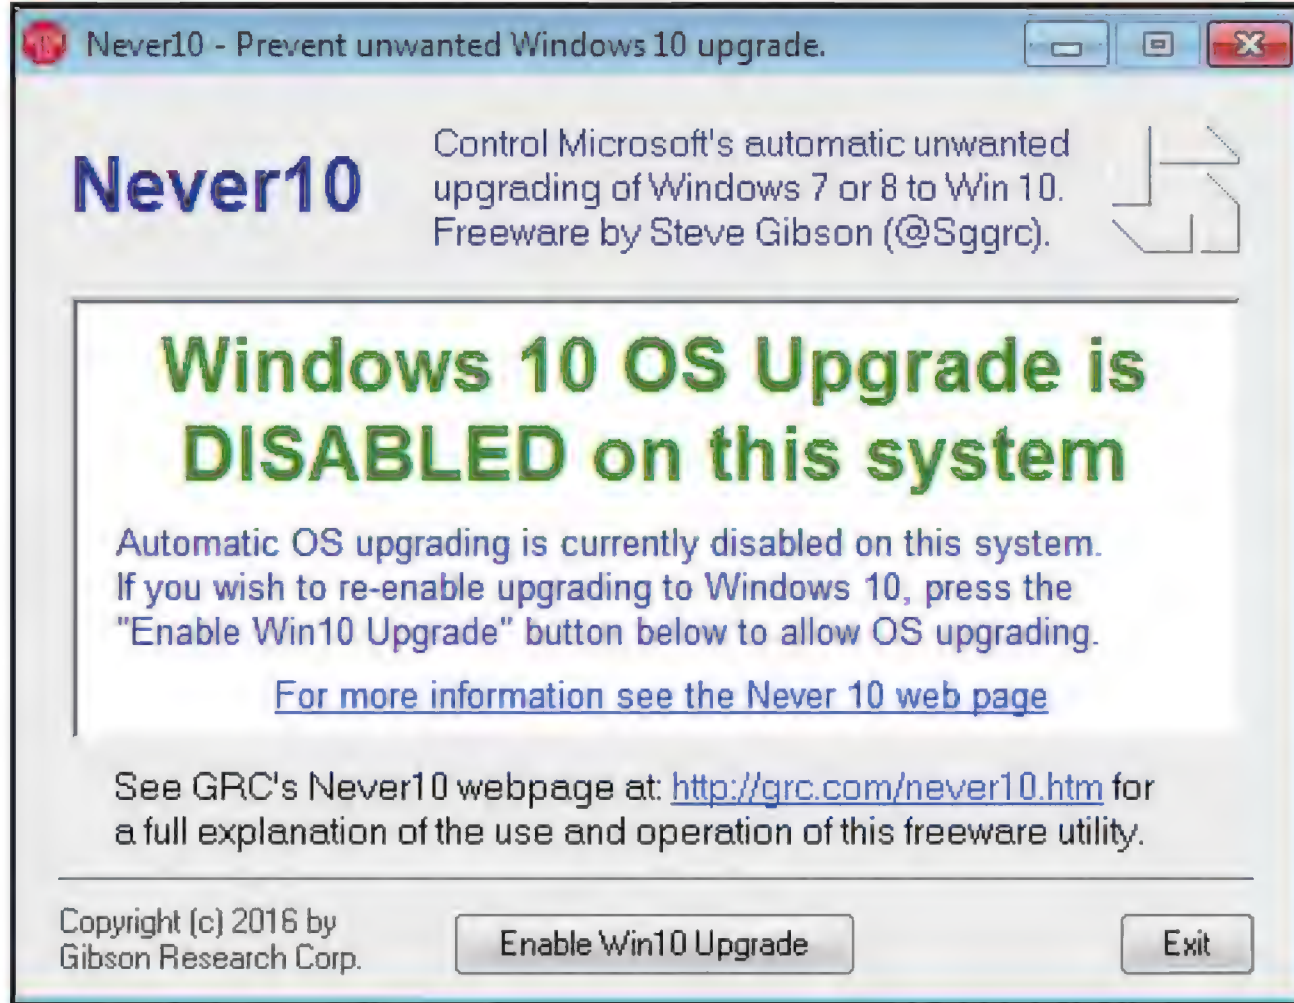 Never10 - Prevent unwanted Windows 10 upgrade.
Never10
Control Microsoft's automatic unwanted
upgrading of Windows 7 or 8 to Win 10.
Freeware by Steve Gibson (@Sggrc).
Windows 10 OS Upgrade is
DISABLED on this system
Automatic OS upgrading is currently disabled on this system.
If you wish to re-enable upgrading to Windows 10, press the
"Enable Win10 Upgrade" button below to allow OS upgrading.
For more information see the Never 10 web page
See GRC's Never10 webpage at: http://grc.com/never10.htm for
a full explanation of the use and operation of this freeware utility.
Copyright (c) 2016 by
Gibson Research Corp.
Enable Win10 Upgrade
Exit